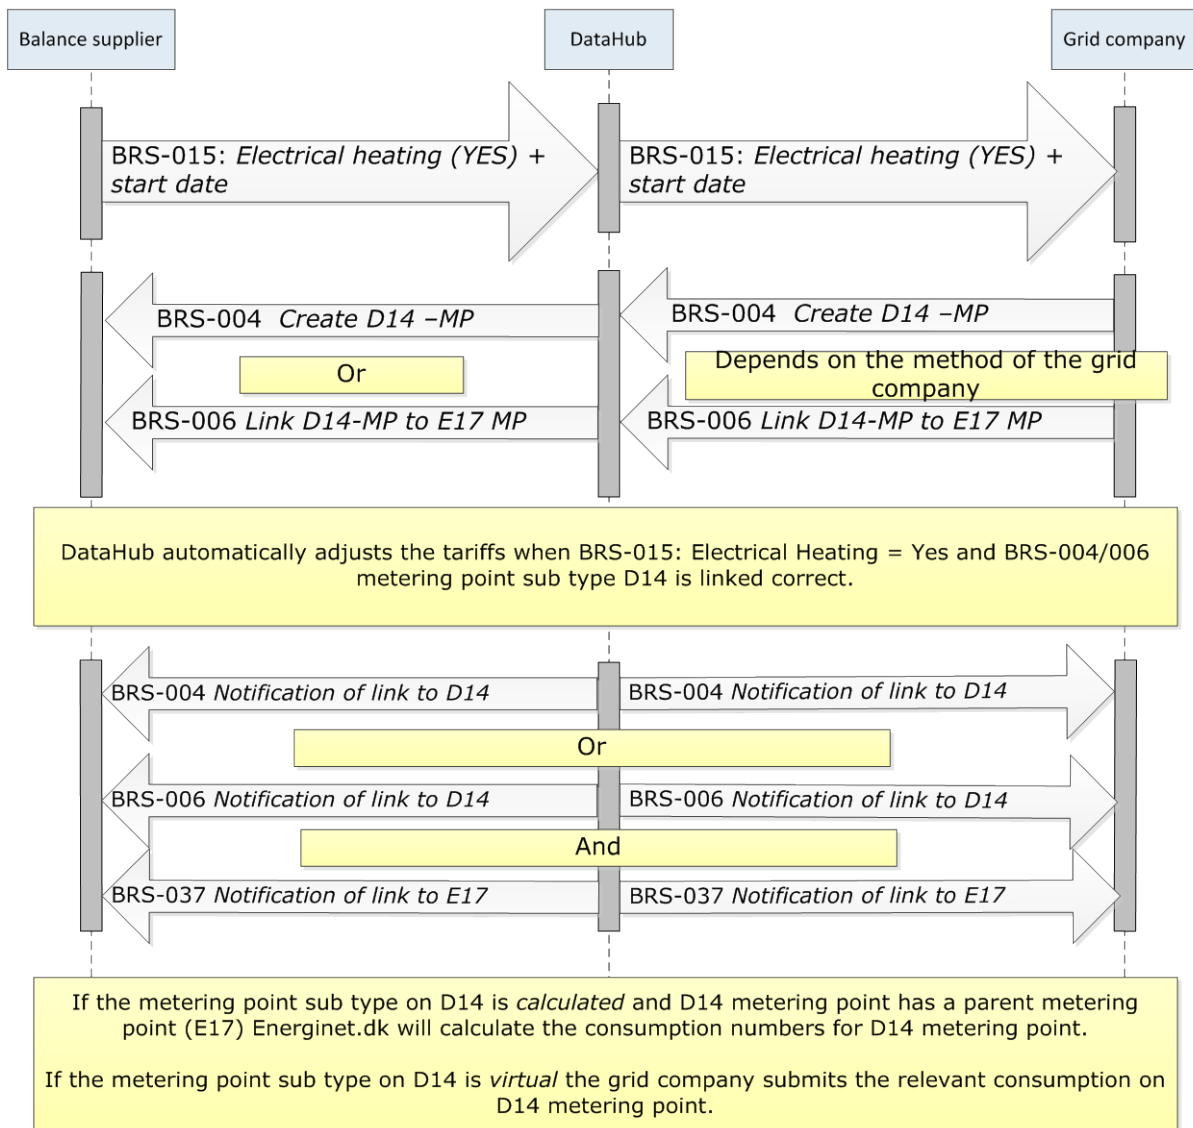 Balance supplier
DataHub
Grid company
BRS-015: Electrical heating (YES) +
start date
BRS-015: Electrical heating (YES) +
start date
BRS-004  Create D14 –MP
BRS-004  Create D14 –MP
Or
Depends on the method of the grid
company
BRS-006 Link D14-MP to E17 MP
BRS-006 Link D14-MP to E17 MP
DataHub automatically adjusts the tariffs when BRS-015: Electrical Heating = Yes and BRS-004/006
metering point sub type D14 is linked correct.
BRS-004 Notification of link to D14
BRS-004 Notification of link to D14
Or
BRS-006 Notification of link to D14
BRS-006 Notification of link to D14
And
BRS-037 Notification of link to E17
BRS-037 Notification of link to E17
If the metering point sub type on D14 is calculated and D14 metering point has a parent metering
point (E17) Energinet.dk will calculate the consumption numbers for D14 metering point.
If the metering point sub type on D14 is virtual the grid company submits the relevant consumption on
D14 metering point.